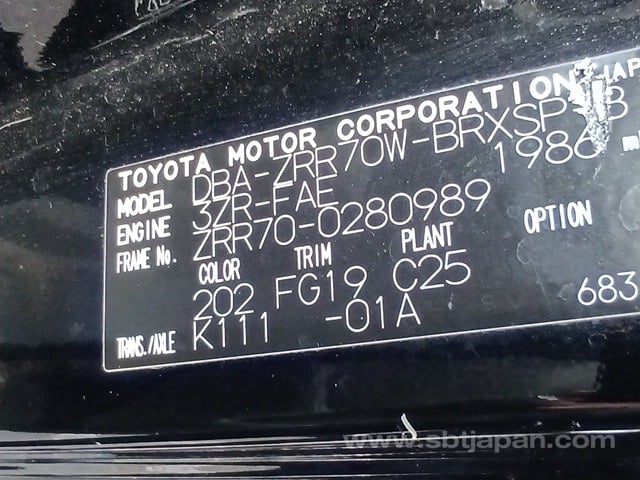 TOYOTA MOTOR CORPORATION JAP
MODEL DBA-ZRR70W-BRXSP
ENGINE 3ZR-FAE 1986 m
FRAME No. ZRR70-0280989
COLOR TRIM PLANT OPTION
202 FG19 C25
TRANS./AXLE K111 -01A 683
www.sbtjapan.com